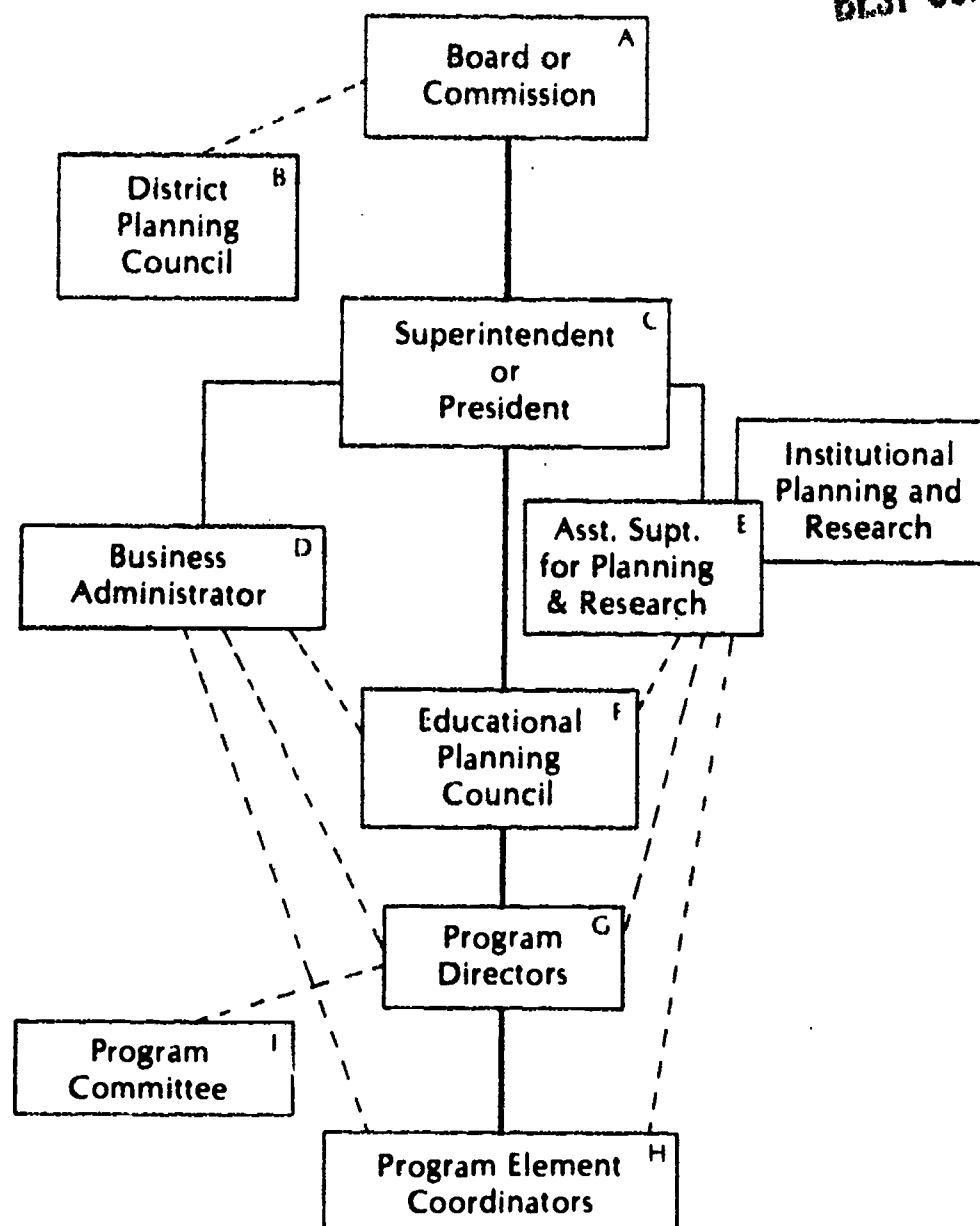 A
Board or
Commission
B
District
Planning
Council
C
Superintendent
or
President
Institutional
Planning and
Research
D
Business
Administrator
E
Asst. Supt.
for Planning
& Research
F
Educational
Planning
Council
G
Program
Directors
I
Program
Committee
H
Program Element
Coordinators